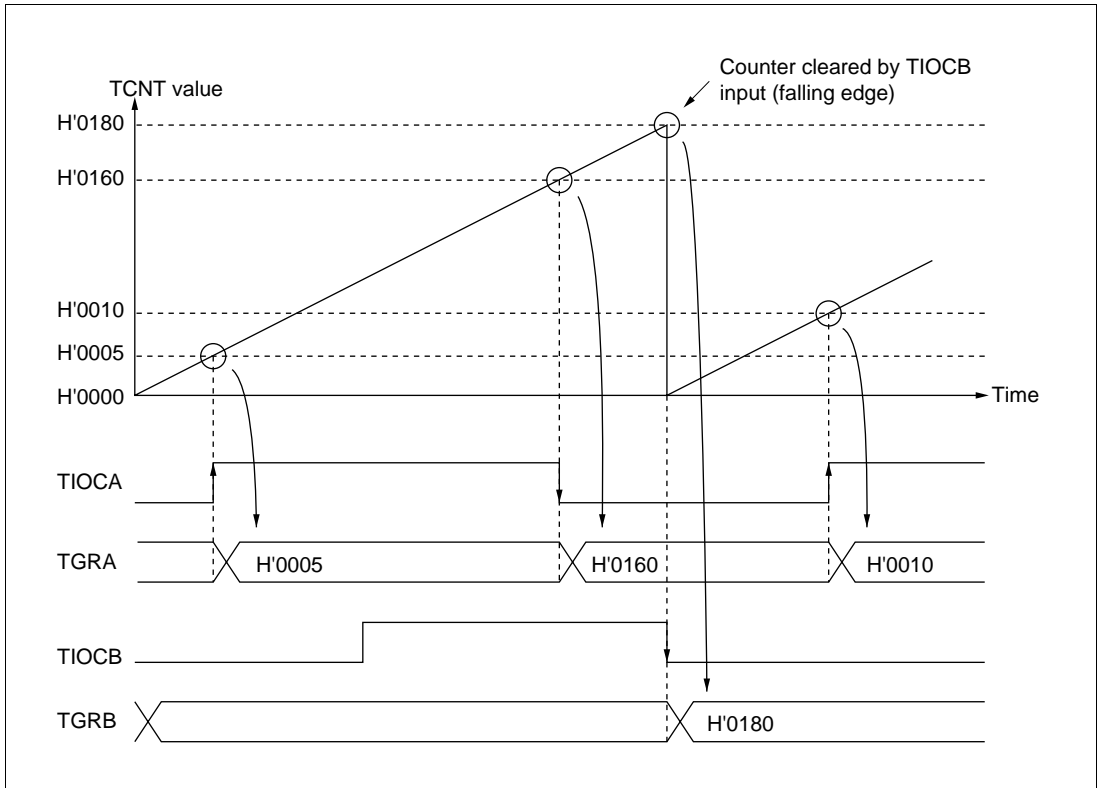 Counter cleared by TIOCB
input (falling edge)
TCNT value
H'0180
H'0160
H'0010
H'0005
H'0000
Time
TIOCA
TGRA
H'0005
H'0160
H'0010
TIOCB
TGRB
H'0180